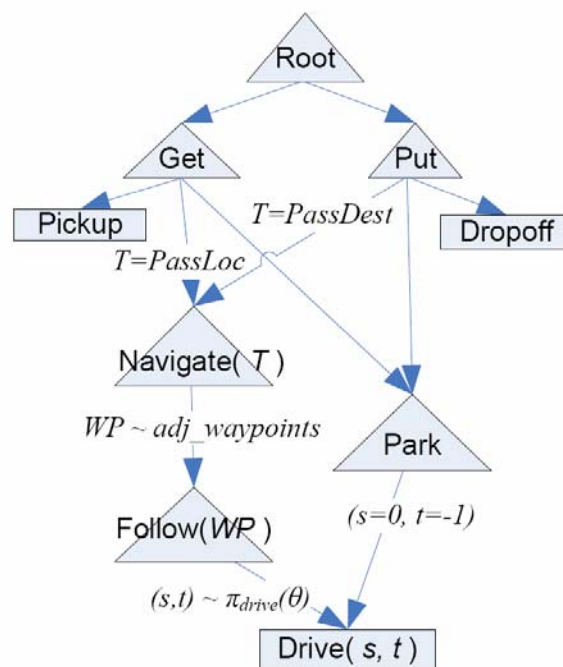 Root
Get
Put
Pickup
T=PassDest
Dropoff
T=PassLoc
Navigate( T )
WP ~ adj_waypoints
Park
Follow(WP )
(s=0, t=-1)
(s,t) ~ πdrive(θ)
Drive( s, t )